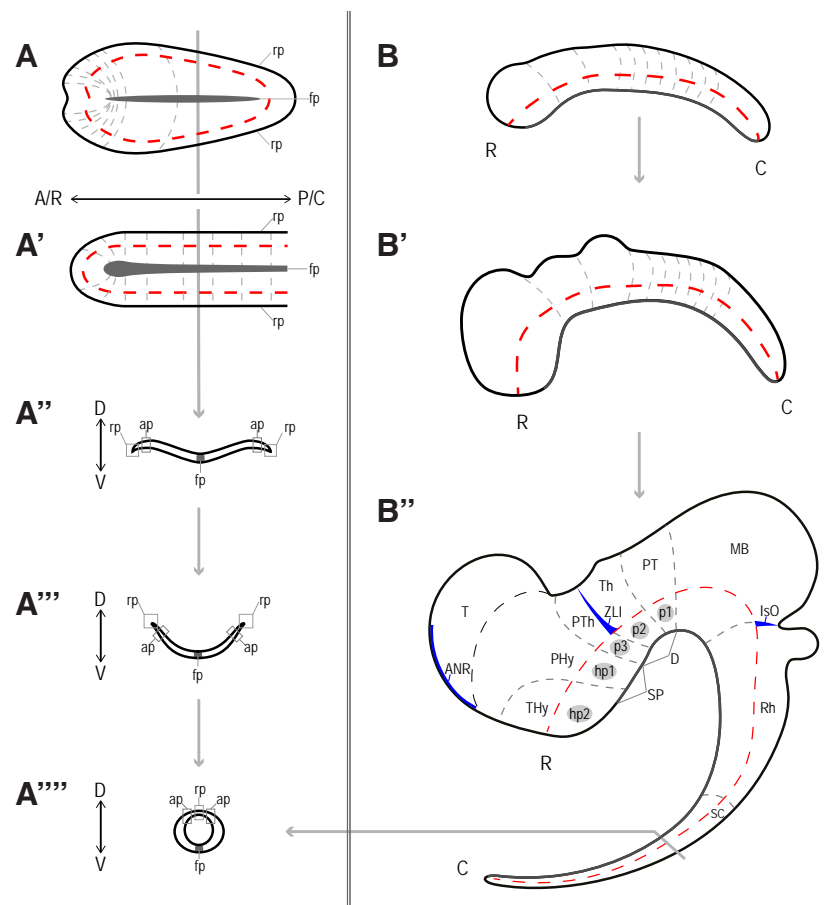 A
rp
fp
rp
A/R
P/C
A'
rp
fp
rp
A''
D
V
rp
ap
ap
rp
fp
A'''
D
V
rp
rp
ap
ap
fp
A''''
D
V
ap
rp
ap
fp
B
R
C
B'
R
C
B''
MB
PT
Th
T
ZLI
p1
IsO
PTh
p2
p3
PHy
D
ANR
hp1
SP
THy
hp2
Rh
R
SC
C